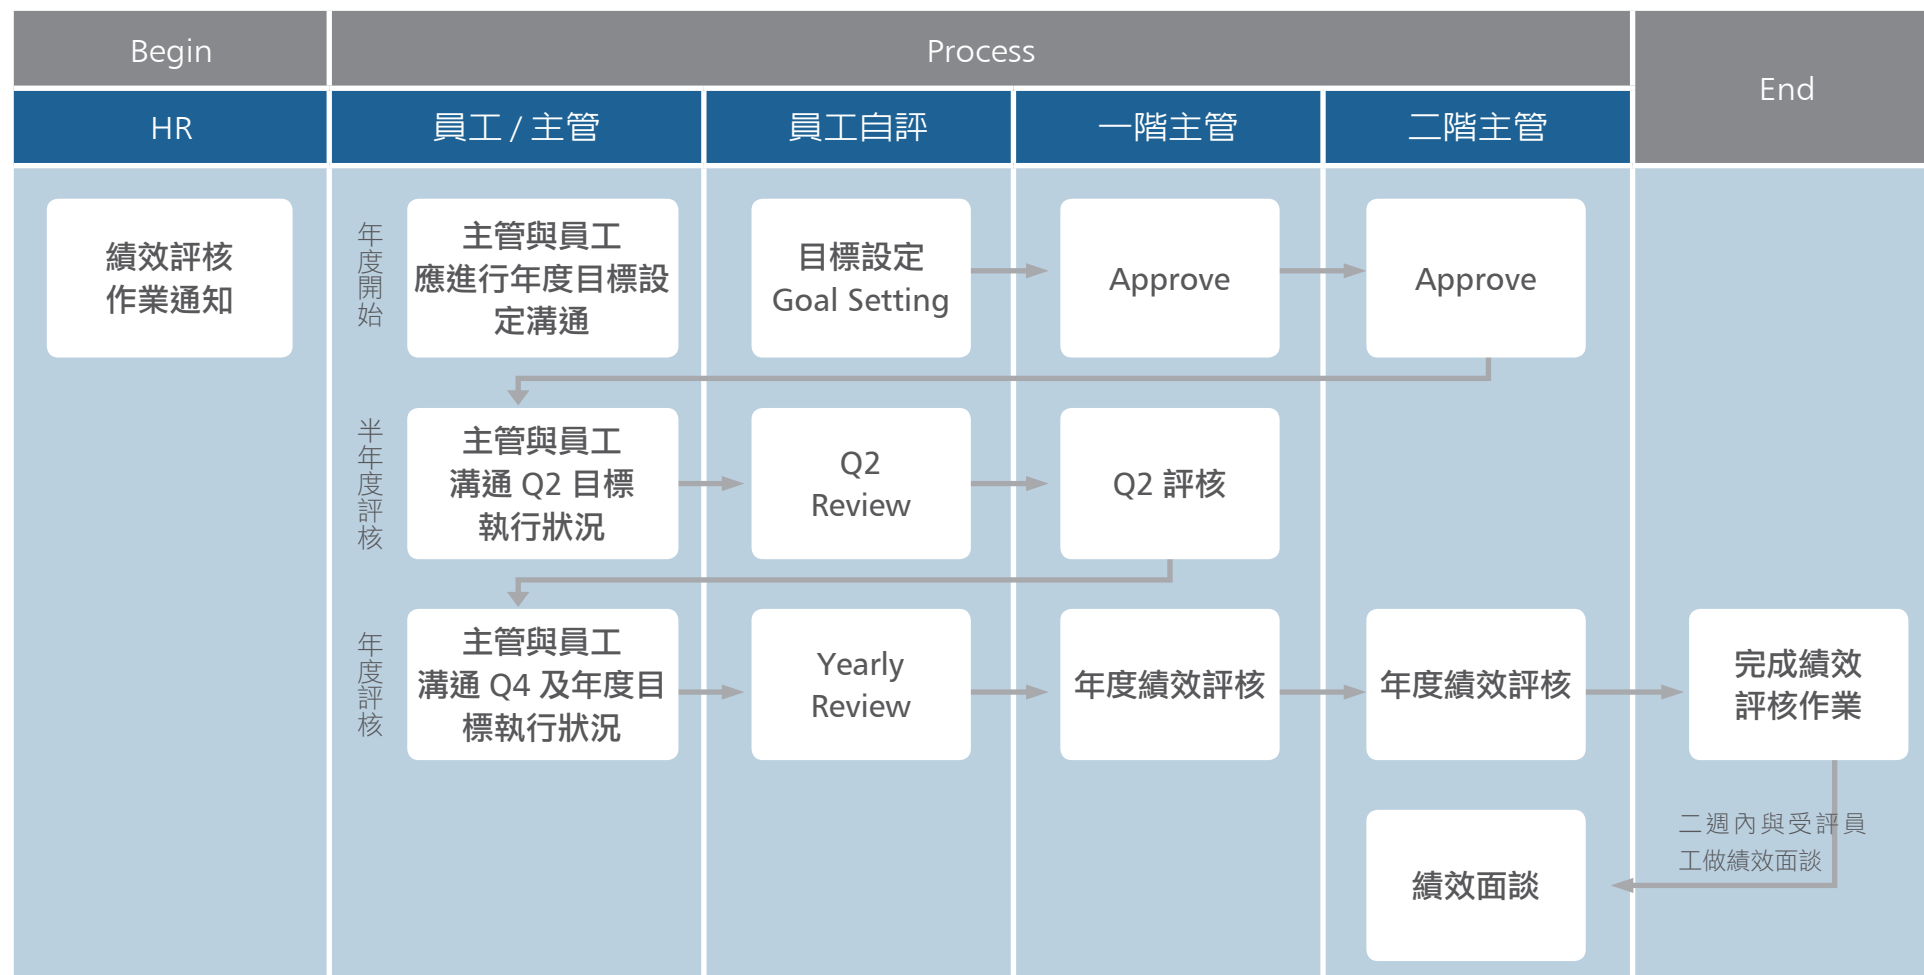 Begin
Process
End
HR
員工 / 主管
員工自評
一階主管
二階主管
績效評核
作業通知
年度開始
主管與員工
應進行年度目標設
定溝通
目標設定
Goal Setting
Approve
Approve
半年度評核
主管與員工
溝通 Q2 目標
執行狀況
Q2
Review
Q2 評核
年度評核
主管與員工
溝通 Q4 及年度目
標執行狀況
Yearly
Review
年度績效評核
年度績效評核
完成績效
評核作業
二週內與受評員
工做績效面談
績效面談